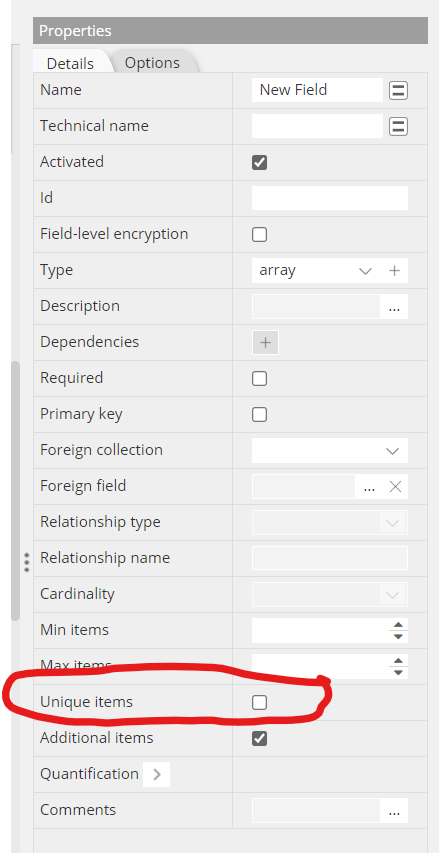 Properties
Details Options
Name New Field
Technical name
Activated
Id
Field-level encryption
Type array
Description ...
Dependencies +
Required
Primary key
Foreign collection
Foreign field ...
Relationship type
Relationship name
Cardinality
Min items
Max items
Unique items
Additional items
Quantification
Comments ...